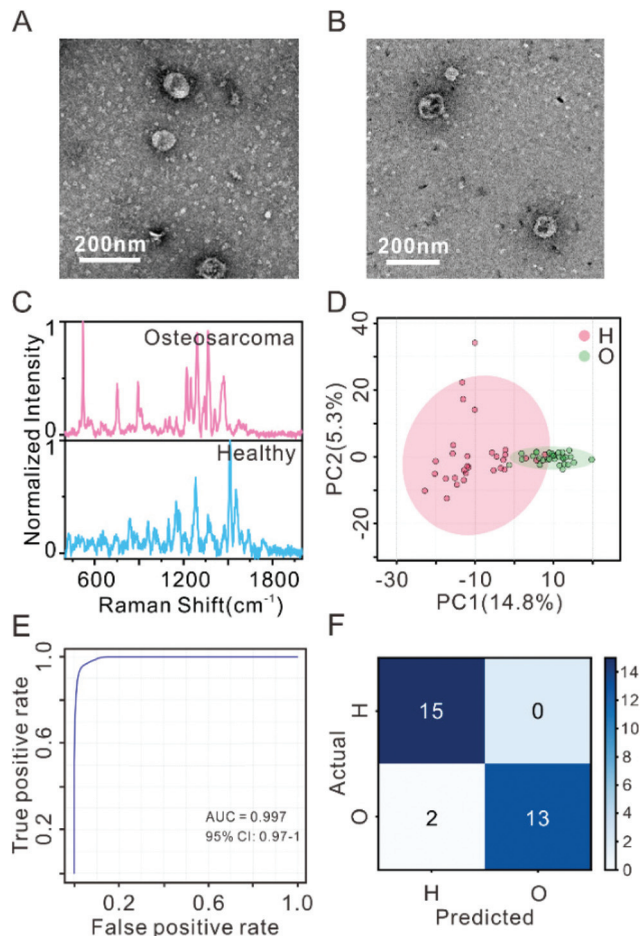 A
B
200nm
200nm
C
D
1
Osteosarcoma
0
1
Healthy
0
Normalized Intensity
600
1200
1800
Raman Shift(cm⁻¹)
40
20
0
-20
PC2(5.3%)
H
O
-30
-10
10
PC1(14.8%)
E
F
1.0
0.6
0.2
True positive rate
AUC = 0.997
95% CI: 0.97-1
0.2
0.6
1.0
False positive rate
Actual
H
O
15
0
2
13
H
O
Predicted
14
12
10
8
6
4
2
0